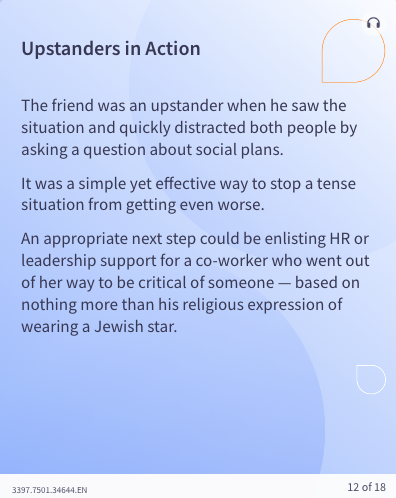 Upstanders in Action
The friend was an upstander when he saw the
situation and quickly distracted both people by
asking a question about social plans.
It was a simple yet effective way to stop a tense
situation from getting even worse.
An appropriate next step could be enlisting HR or
leadership support for a co-worker who went out
of her way to be critical of someone — based on
nothing more than his religious expression of
wearing a Jewish star.
3397.7501.34644.EN
12 of 18